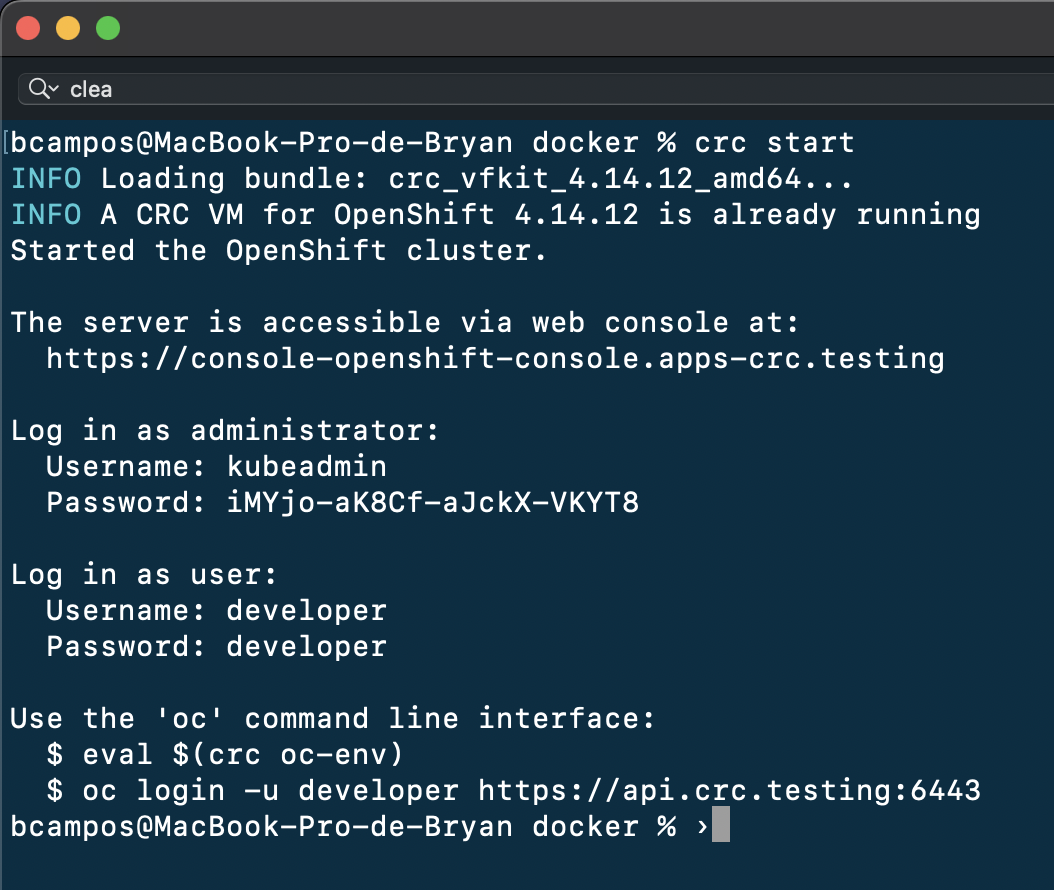 clea
bcampos@MacBook-Pro-de-Bryan docker % crc start
INFO Loading bundle: crc_vfkit_4.14.12_amd64...
INFO A CRC VM for OpenShift 4.14.12 is already running
Started the OpenShift cluster.
The server is accessible via web console at:
https://console-openshift-console.apps-crc.testing
Log in as administrator:
Username: kubeadmin
Password: iMYjo-aK8Cf-aJckX-VKYT8
Log in as user:
Username: developer
Password: developer
Use the 'oc' command line interface:
$ eval $(crc oc-env)
$ oc login -u developer https://api.crc.testing:6443
bcampos@MacBook-Pro-de-Bryan docker % ›